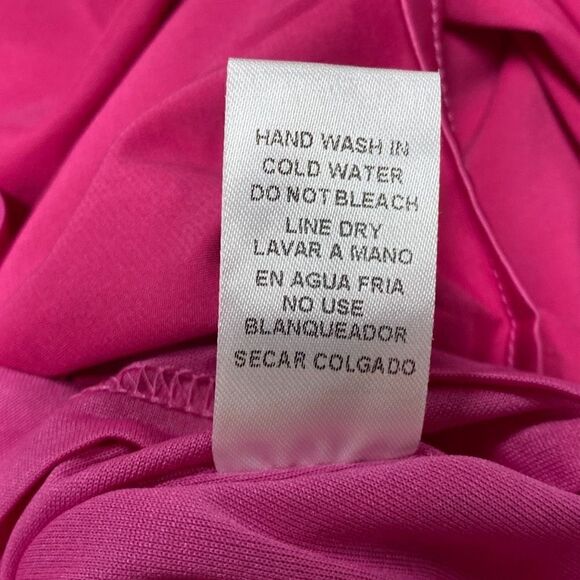 HAND WASH IN
COLD WATER
DO NOT BLEACH
LINE DRY
LAVAR A MANO
EN AGUA FRIA
NO USE
BLANQUEADOR
SECAR COLGADO